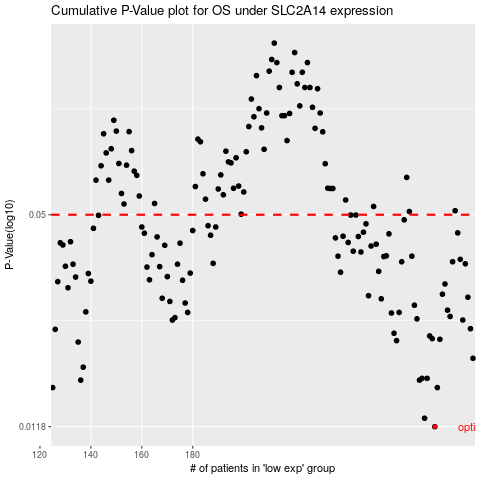 Cumulative P-Value plot for OS under SLC2A14 expression
P-Value(log10)
0.05
0.0118
opti
120 140 160 180
# of patients in 'low exp' group